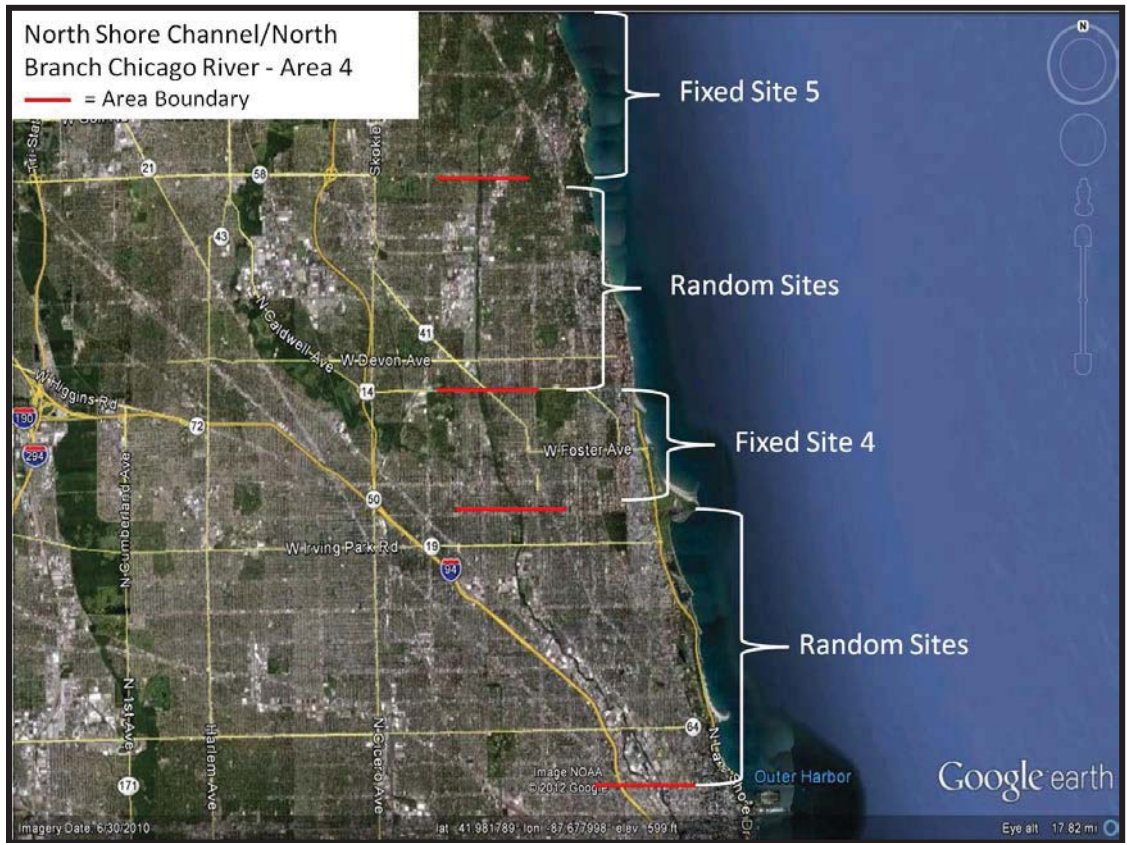 North Shore Channel/North
Branch Chicago River - Area 4
= Area Boundary
N
Fixed Site 5
Tri-Stat
Skokie
21
58
43
Random Sites
N Caldwell Ave
41
W Devon Ave
14
W Higgins Rd
190
72
294
W Foster Ave
Fixed Site 4
N Cumberland Ave
50
W Irving Park Rd
19
94
Random Sites
N 1st Ave
Harlem Ave
N Cicero Ave
64
171
Image NOAA
© 2012 Google
Outer Harbor
Google earth
Imagery Date: 6/30/2010
lat 41.981789° lon -87.677998° elev 599 ft
Eye alt 17.82 mi